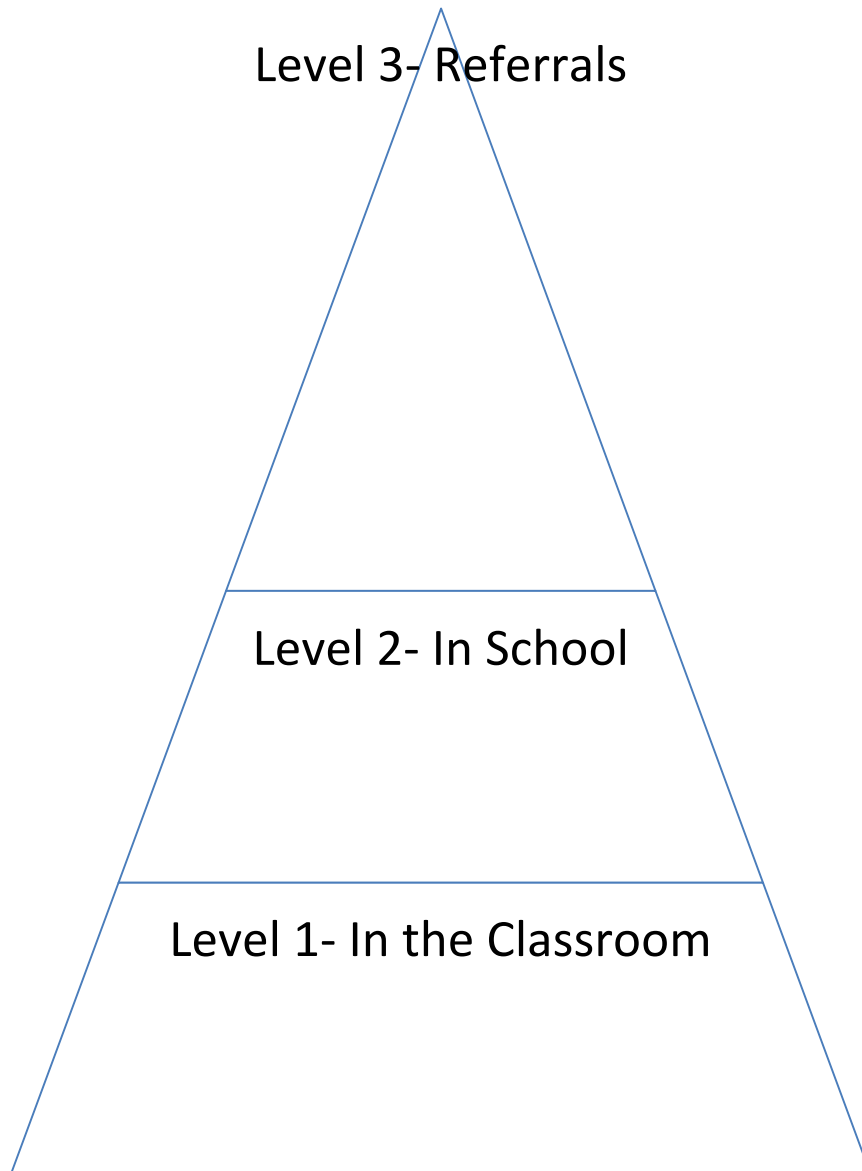 Level 3- Referrals
Level 2- In School
Level 1- In the Classroom